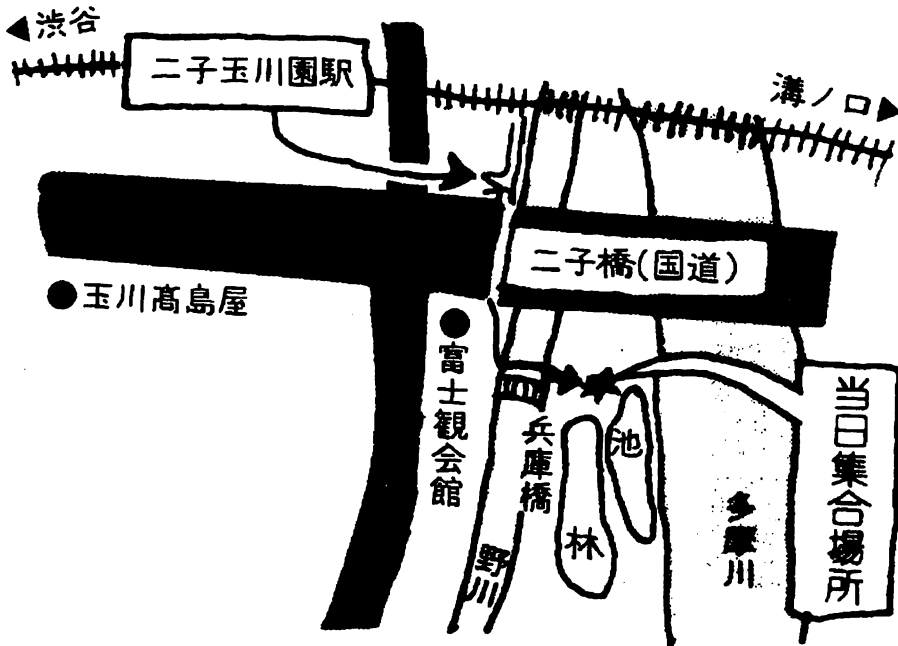 ◀渋谷
二子玉川園駅
溝ノ口▶
二子橋(国道)
●玉川髙島屋
●富士観会館
兵庫橋
池
林
野川
多摩川
当日集合場所